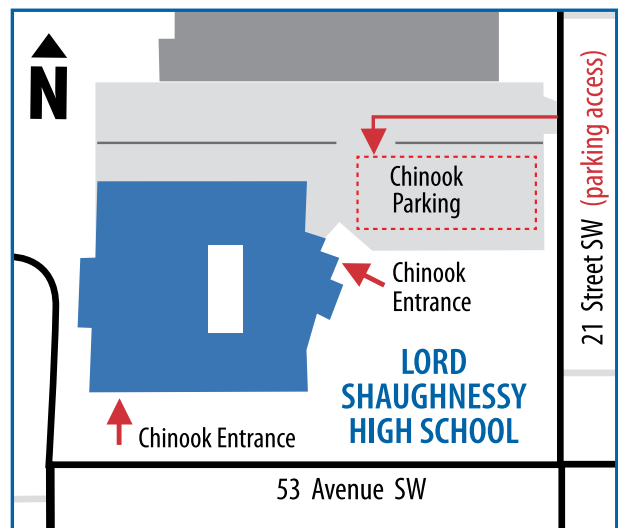 N
21 Street SW (parking access)
Chinook
Parking
Chinook
Entrance
LORD
SHAUGHNESSY
HIGH SCHOOL
Chinook Entrance
53 Avenue SW